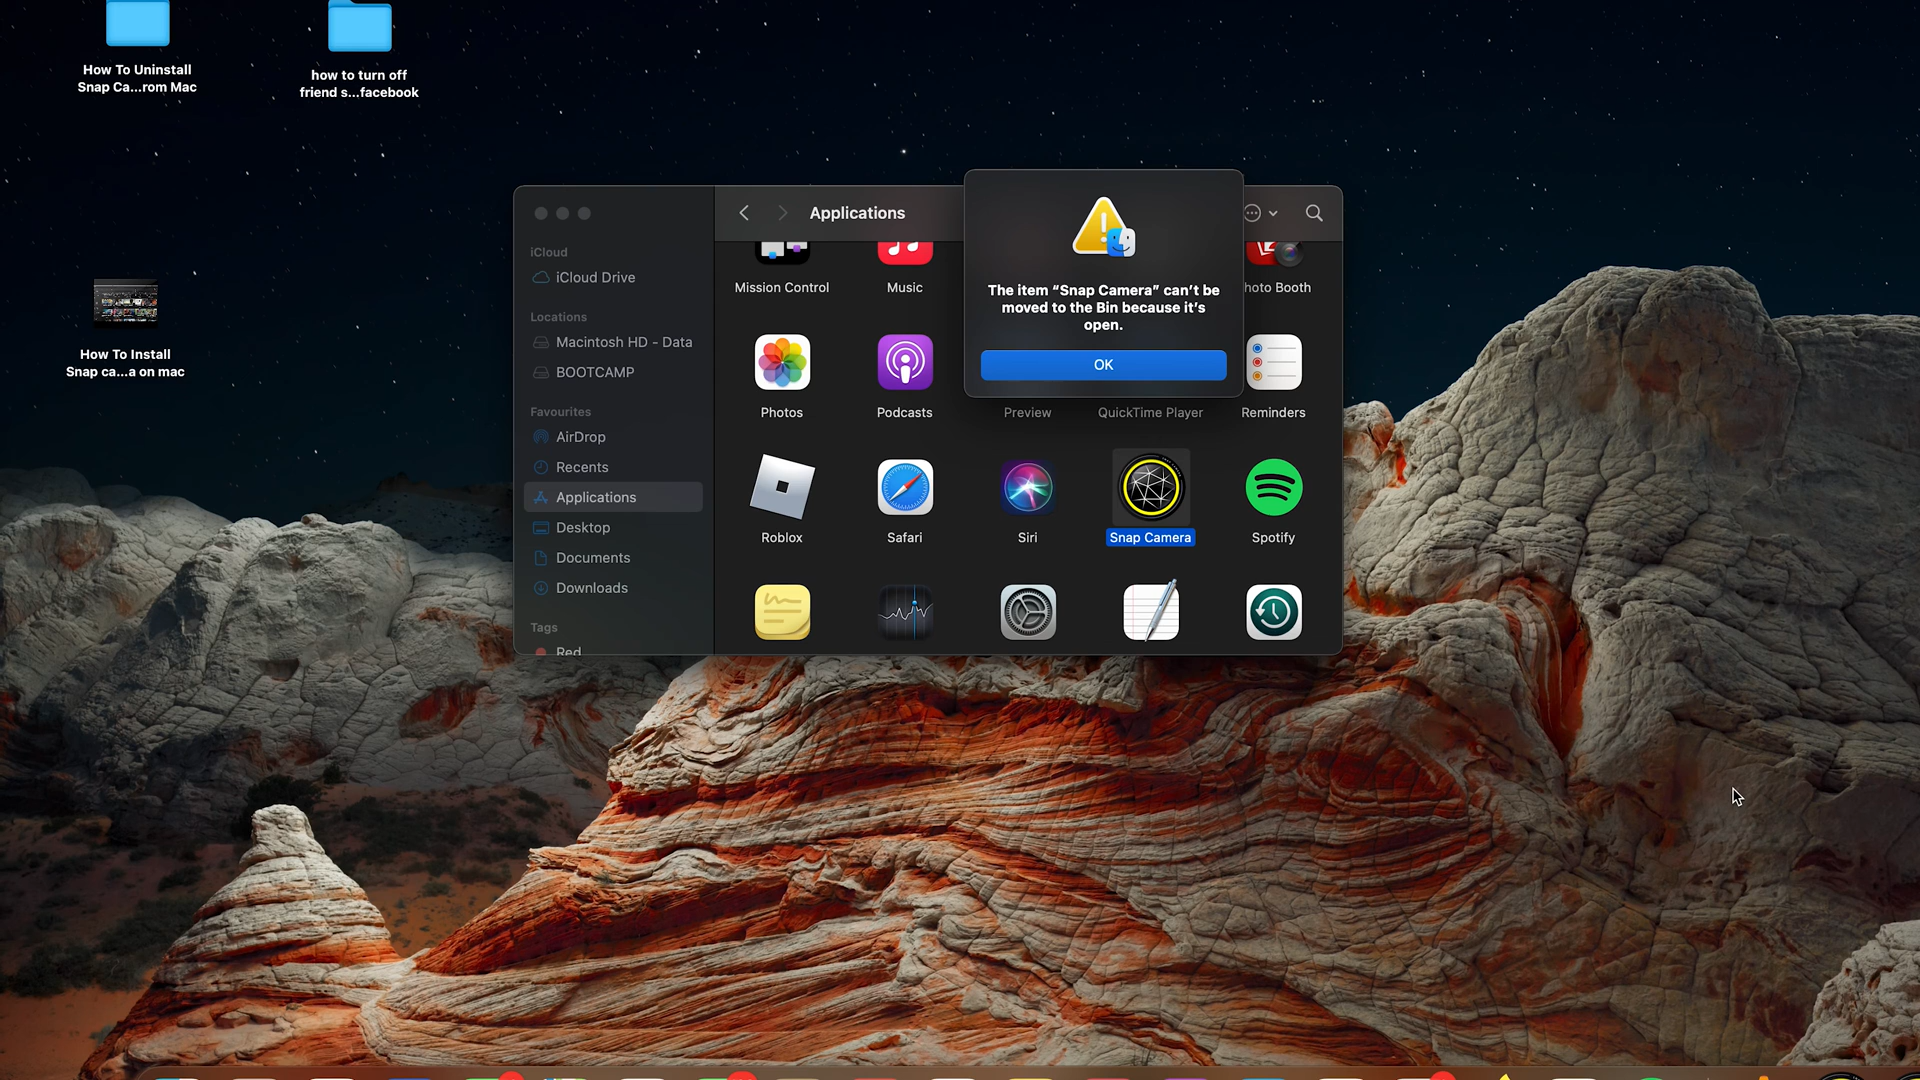 How To Uninstall
Snap Ca...rom Mac
how to turn off
friend s...facebook
How To Install
Snap ca...a on mac
iCloud
iCloud Drive
Locations
Macintosh HD - Data
BOOTCAMP
Favourites
AirDrop
Recents
Applications
Desktop
Documents
Downloads
Tags
Red
Applications
Mission Control
Music
hoto Booth
The item “Snap Camera” can’t be
moved to the Bin because it’s
open.
OK
Photos
Podcasts
Preview
QuickTime Player
Reminders
Roblox
Safari
Siri
Snap Camera
Spotify